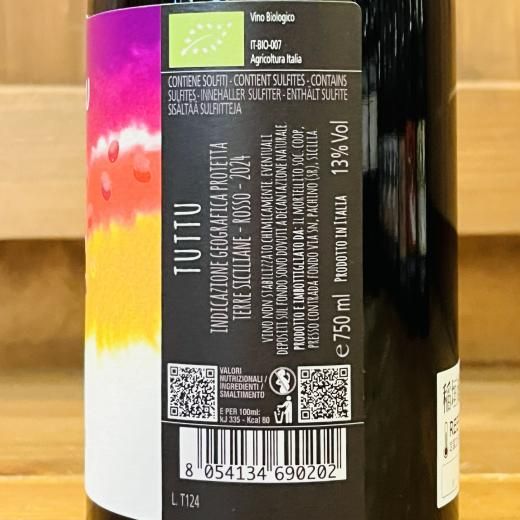 Vino Biologico
IT-BIO-007
Agricoltura Italia
CONTIENE SOLFITI - CONTIENT SULFITES - CONTAINS
SULFITES - INNEHÅLLER SULFITER - ENTHÄLT SULFITE
SISÄLTÄÄ SULFIITTEJA
TUTTU
INDICAZIONE GEOGRAFICA PROTETTA
TERRE SICILIANE - ROSSO - 2024
VINO NON STABILIZZATO CHIMICAMENTE, EVENTUALI
DEPOSITI SUL FONDO SONO DOVUTI A DECANTAZIONE NATURALE.
PRODOTTO E IMBOTTIGLIATO DA: IL MORTELLITO SOC. COOP.
PRESSO CONTRADA FONDO VIA SN, PACHINO (SR), SICILIA
e 750 ml PRODOTTO IN ITALIA 13% Vol
VALORI
NUTRIZIONALI /
INGREDIENTI /
SMALTIMENTO
E PER 100ml:
kJ 335 - Kcal 80
8 054134 690202
L. T124